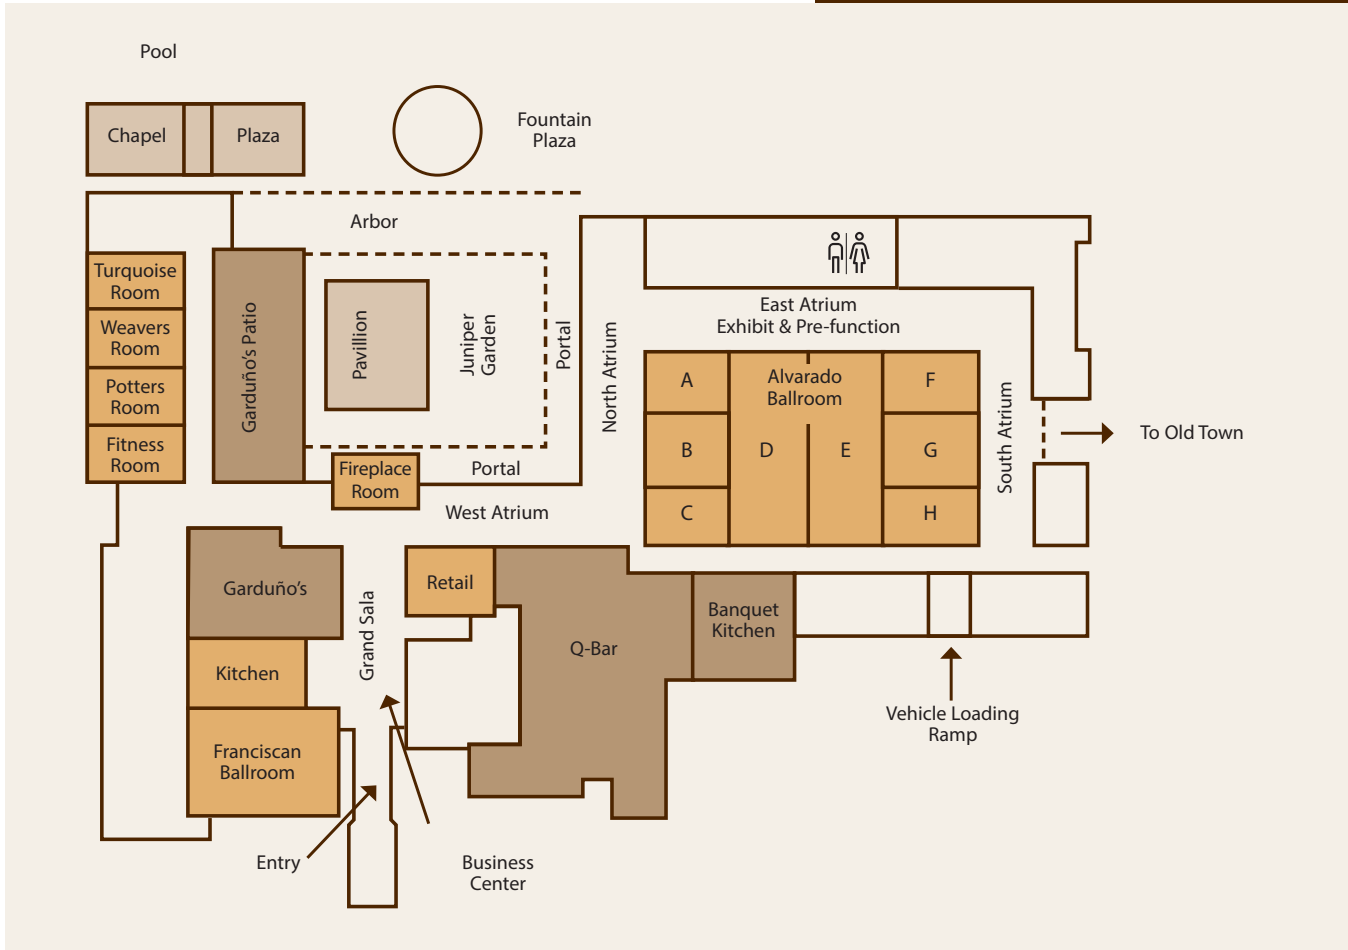 Pool
Chapel
Plaza
Fountain
Plaza
Arbor
Turquoise
Room
Weavers
Room
Potters
Room
Fitness
Room
Garduño's Patio
Pavillion
Juniper
Garden
Portal
North Atrium
East Atrium
Exhibit & Pre-function
A
B
C
Alvarado
Ballroom
D
E
F
G
H
South Atrium
To Old Town
Fireplace
Room
Portal
West Atrium
Garduño's
Grand Sala
Retail
Q-Bar
Banquet
Kitchen
Kitchen
Franciscan
Ballroom
Vehicle Loading
Ramp
Entry
Business
Center